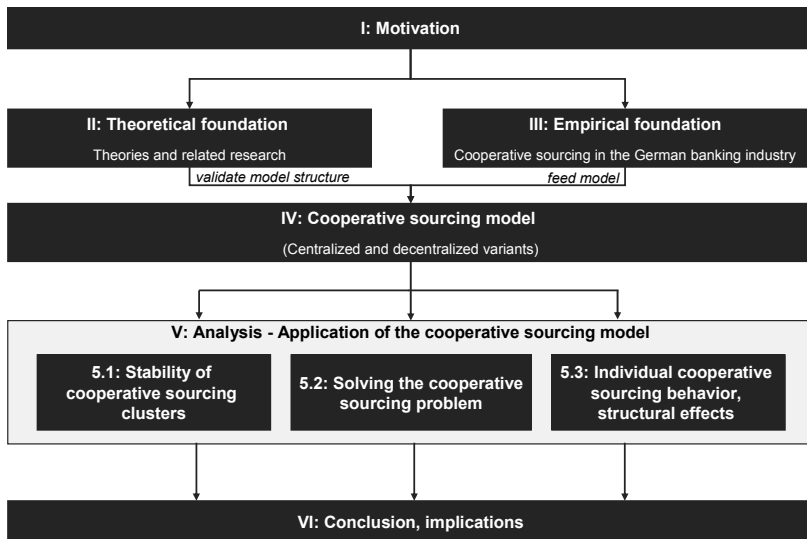 I: Motivation
II: Theoretical foundation
Theories and related research
III: Empirical foundation
Cooperative sourcing in the German banking industry
validate model structure
feed model
IV: Cooperative sourcing model
(Centralized and decentralized variants)
V: Analysis - Application of the cooperative sourcing model
5.1: Stability of
cooperative sourcing
clusters
5.2: Solving the cooperative
sourcing problem
5.3: Individual cooperative
sourcing behavior,
structural effects
VI: Conclusion, implications